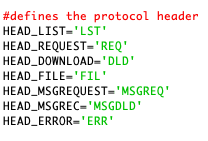 #defines the protocol header
HEAD_LIST='LST'
HEAD_REQUEST='REQ'
HEAD_DOWNLOAD='DLD'
HEAD_FILE='FIL'
HEAD_MSGREQUEST='MSGREQ'
HEAD_MSGREC='MSGDLD'
HEAD_ERROR='ERR'